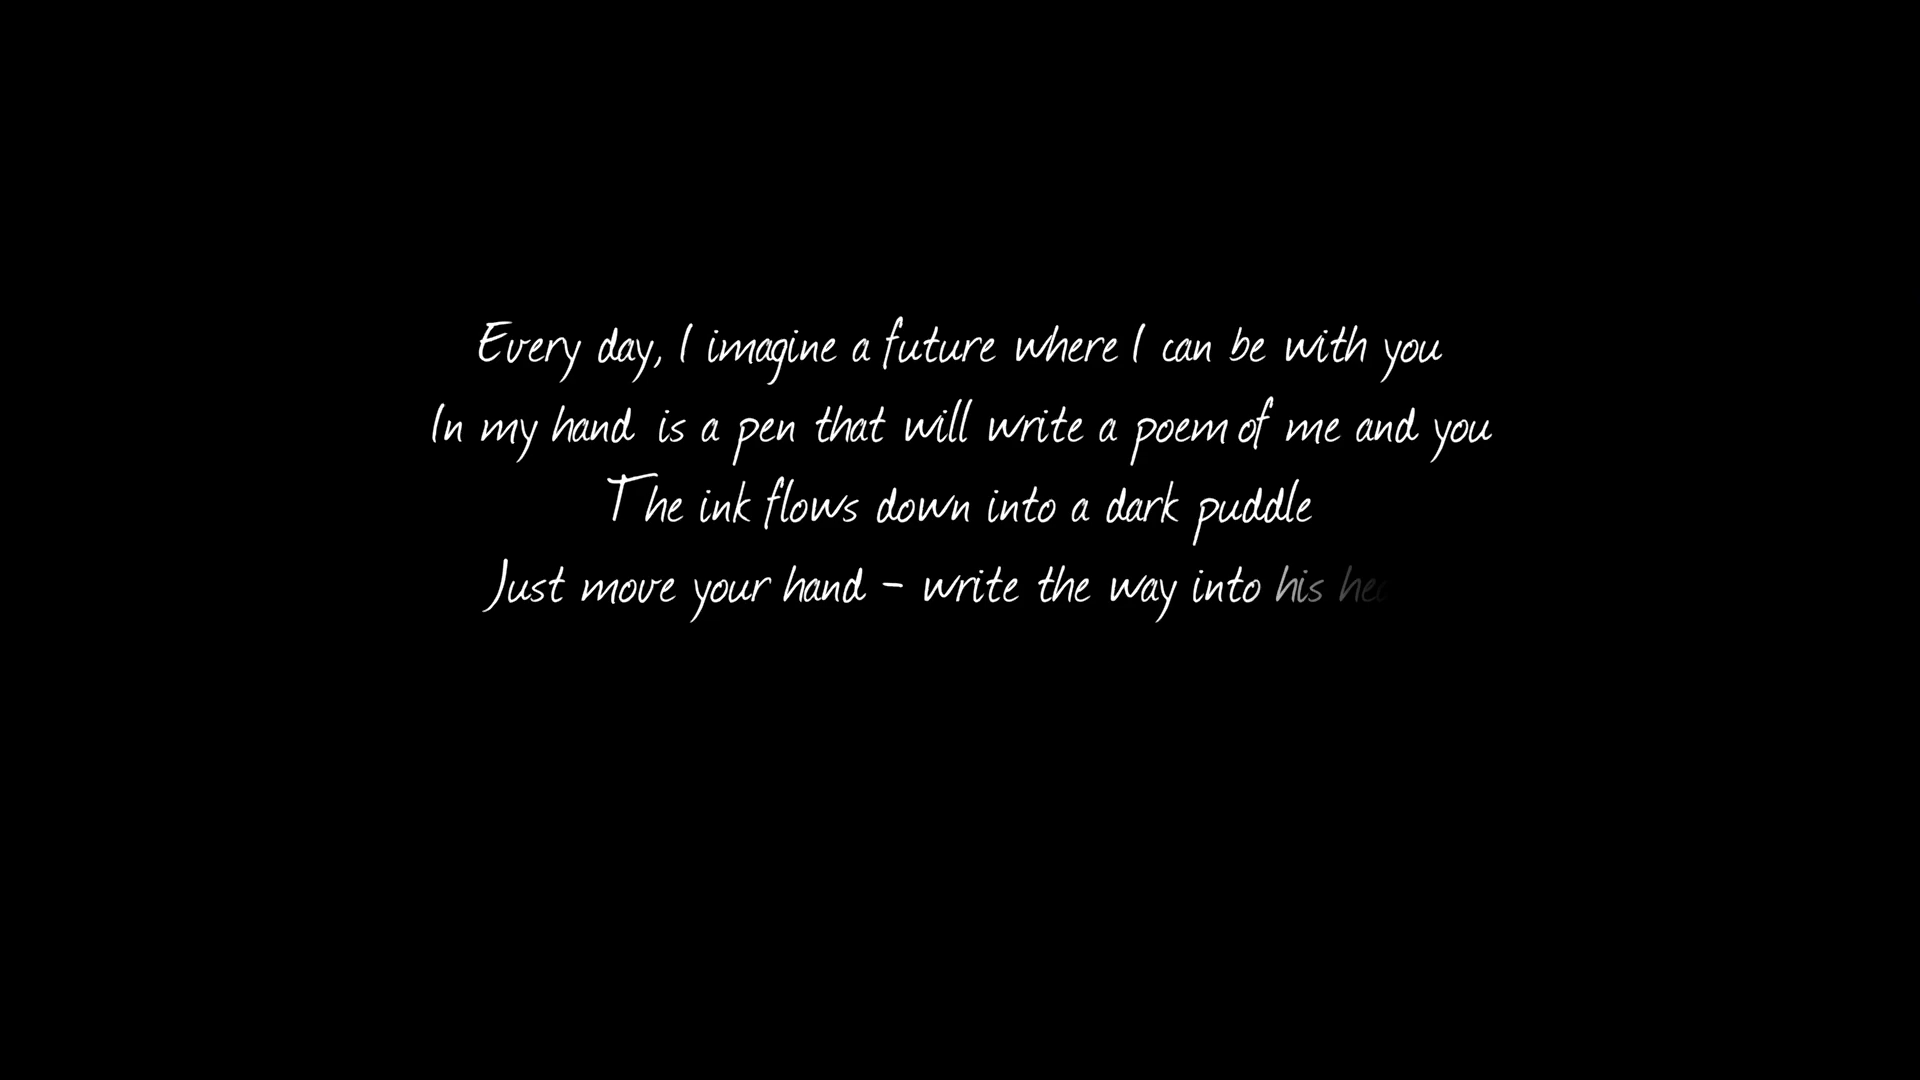 Every day, I imagine a future where I can be with you
In my hand is a pen that will write a poem of me and you
The ink flows down into a dark puddle
Just move your hand – write the way into his